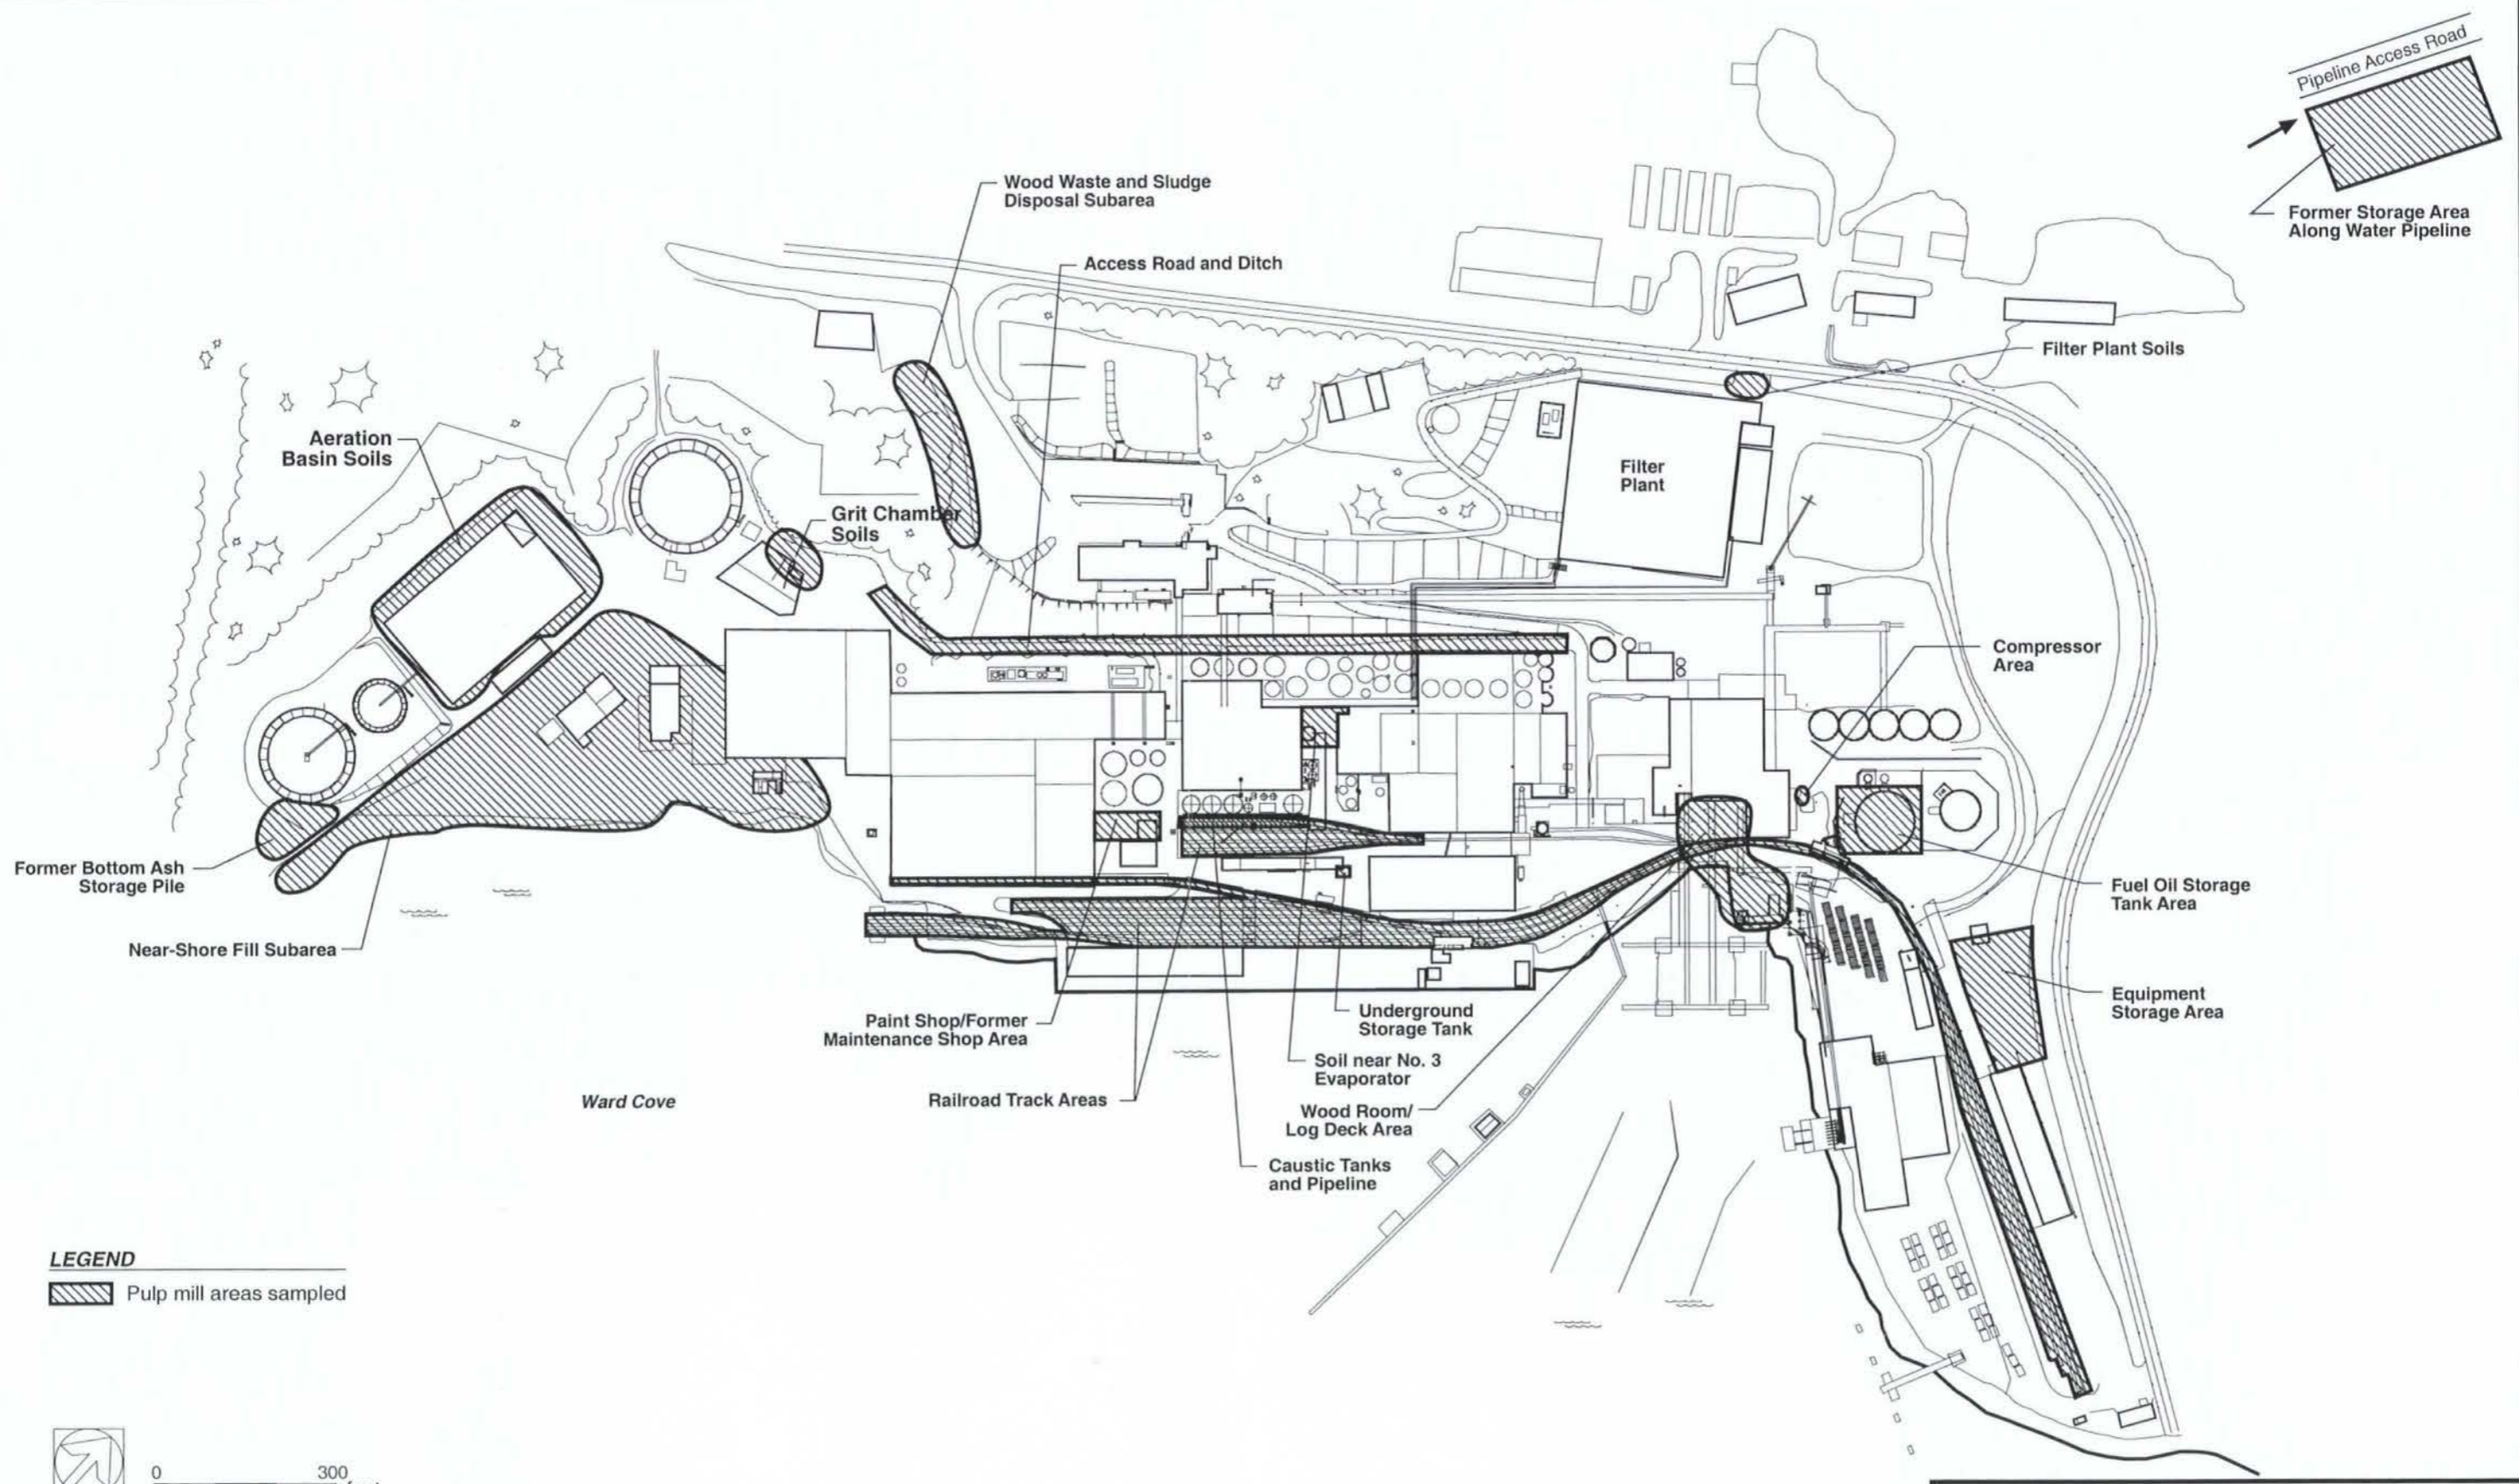 Pipeline Access Road
Former Storage Area
Along Water Pipeline
Wood Waste and Sludge
Disposal Subarea
Access Road and Ditch
Filter Plant Soils
Aeration
Basin Soils
Filter
Plant
Grit Chamber
Soils
Compressor
Area
Former Bottom Ash
Storage Pile
Fuel Oil Storage
Tank Area
Near-Shore Fill Subarea
Equipment
Storage Area
Paint Shop/Former
Maintenance Shop Area
Underground
Storage Tank
Soil near No. 3
Evaporator
Ward Cove
Railroad Track Areas
Wood Room/
Log Deck Area
Caustic Tanks
and Pipeline
LEGEND
Pulp mill areas sampled
0 300